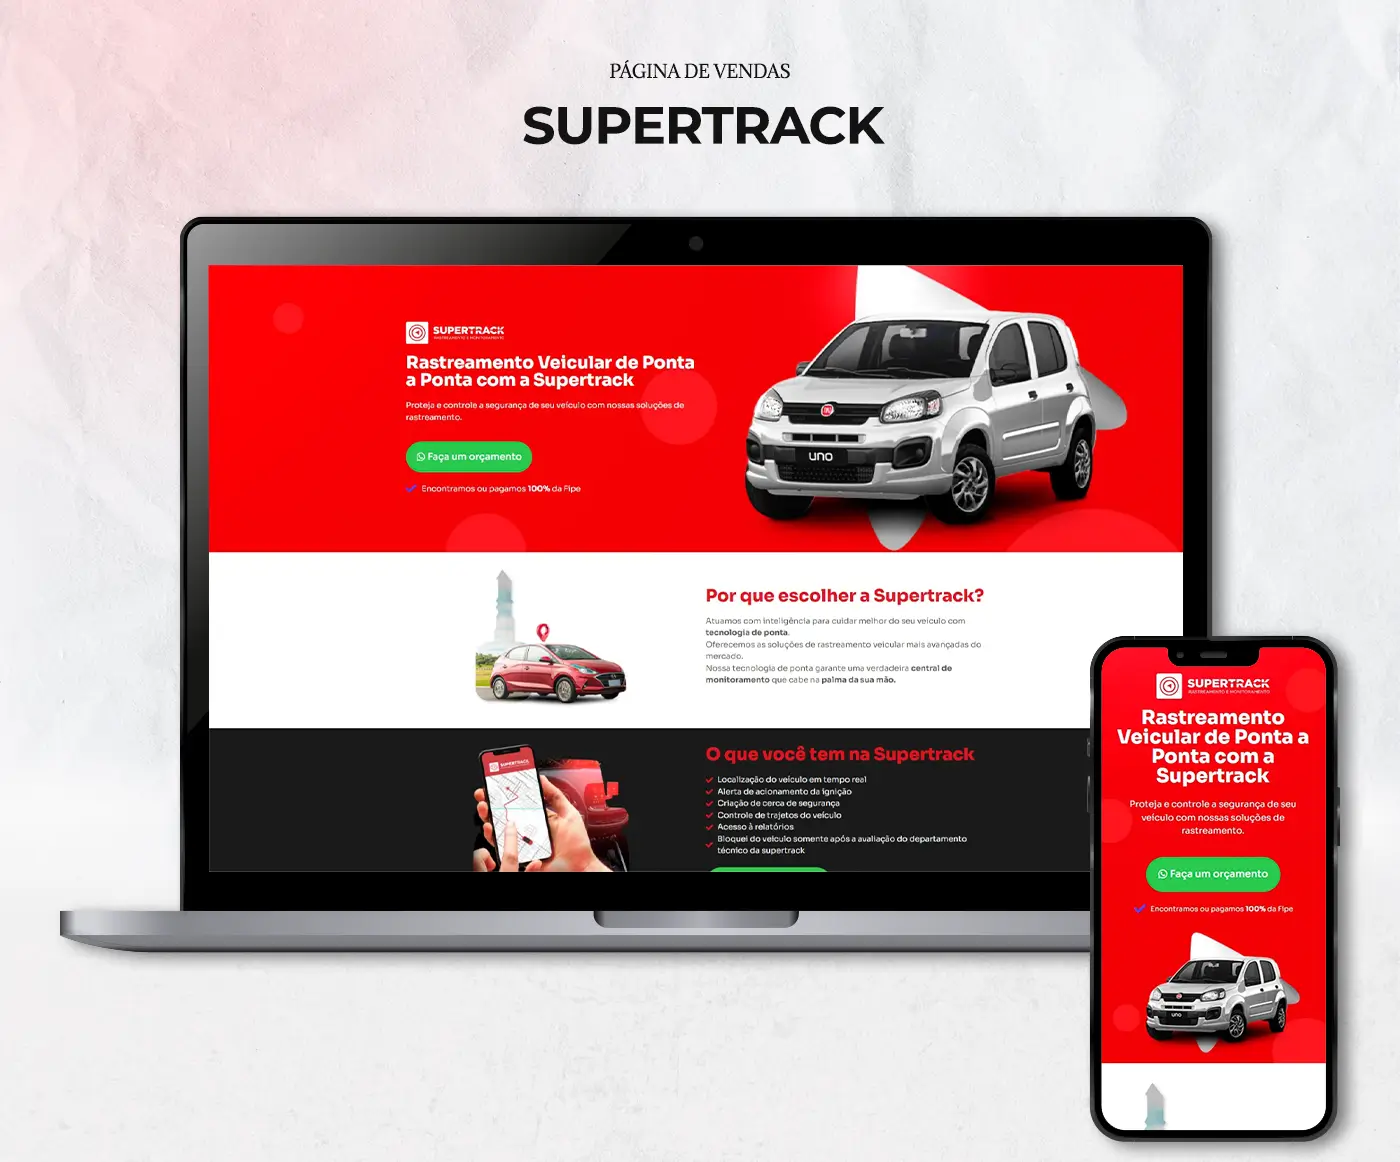 PÁGINA DE VENDAS
SUPERTRACK
SUPERTRACK
RASTREAMENTO E MONITORAMENTO
Rastreamento Veicular de Ponta
a Ponta com a Supertrack
Proteja e controle a segurança de seu veículo com nossas soluções de
rastreamento.
Faça um orçamento
Encontramos ou pagamos 100% da Fipe
uno
Por que escolher a Supertrack?
Atuamos com inteligência para cuidar melhor do seu veículo com
tecnologia de ponta.
Oferecemos as soluções de rastreamento veicular mais avançadas do
mercado.
Nossa tecnologia de ponta garante uma verdadeira central de
monitoramento que cabe na palma da sua mão.
SUPERTRACK
O que você tem na Supertrack
Localização do veículo em tempo real
Alerta de acionamento da ignição
Criação de cerca de segurança
Controle de trajetos do veículo
Acesso à relatórios
Bloquei do veículo somente após a avaliação do departamento
técnico da supertrack
SUPERTRACK
RASTREAMENTO E MONITORAMENTO
Rastreamento
Veicular de Ponta a
Ponta com a
Supertrack
Proteja e controle a segurança de seu
veículo com nossas soluções de
rastreamento.
Faça um orçamento
Encontramos ou pagamos 100% da Fipe
uno